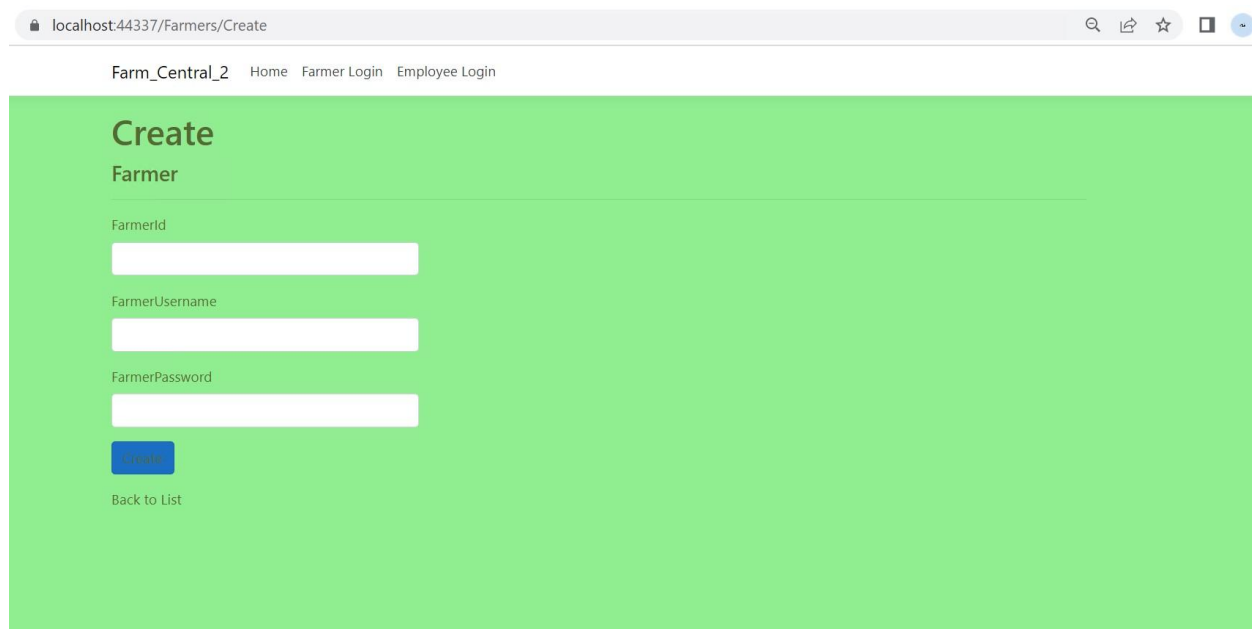 localhost:44337/Farmers/Create
Farm_Central_2 Home Farmer Login Employee Login
Create
Farmer
FarmerId
FarmerUsername
FarmerPassword
Create
Back to List